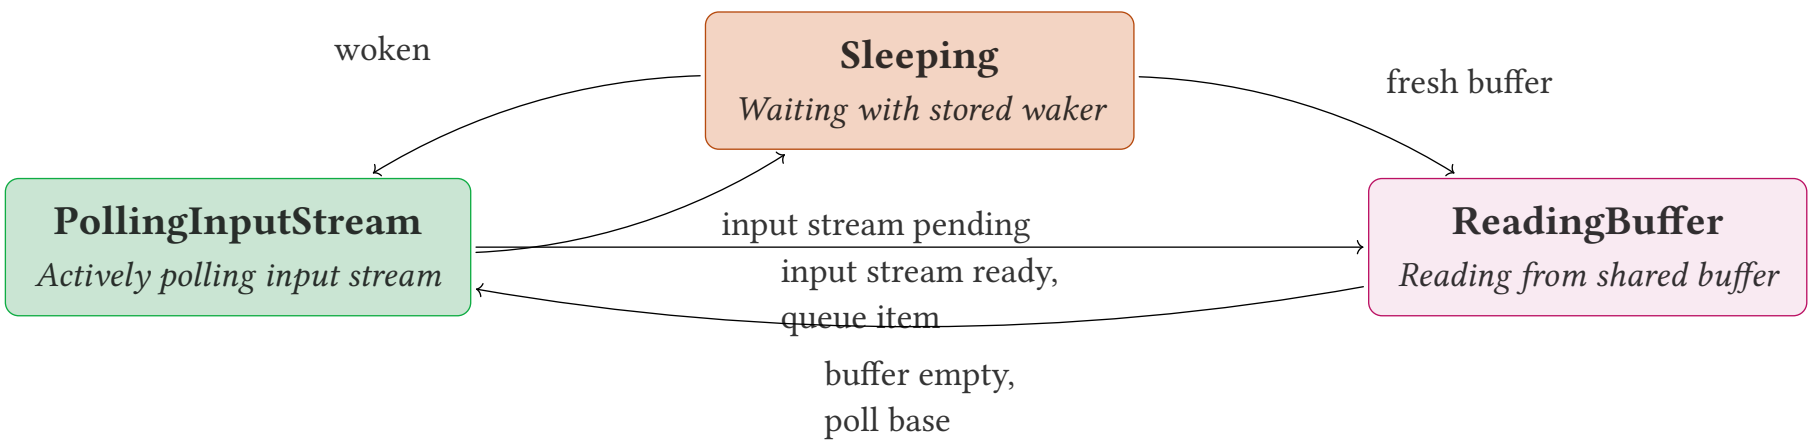 woken
Sleeping
Waiting with stored waker
fresh buffer
PollingInputStream
Actively polling input stream
input stream pending
input stream ready,
queue item
ReadingBuffer
Reading from shared buffer
buffer empty,
poll base